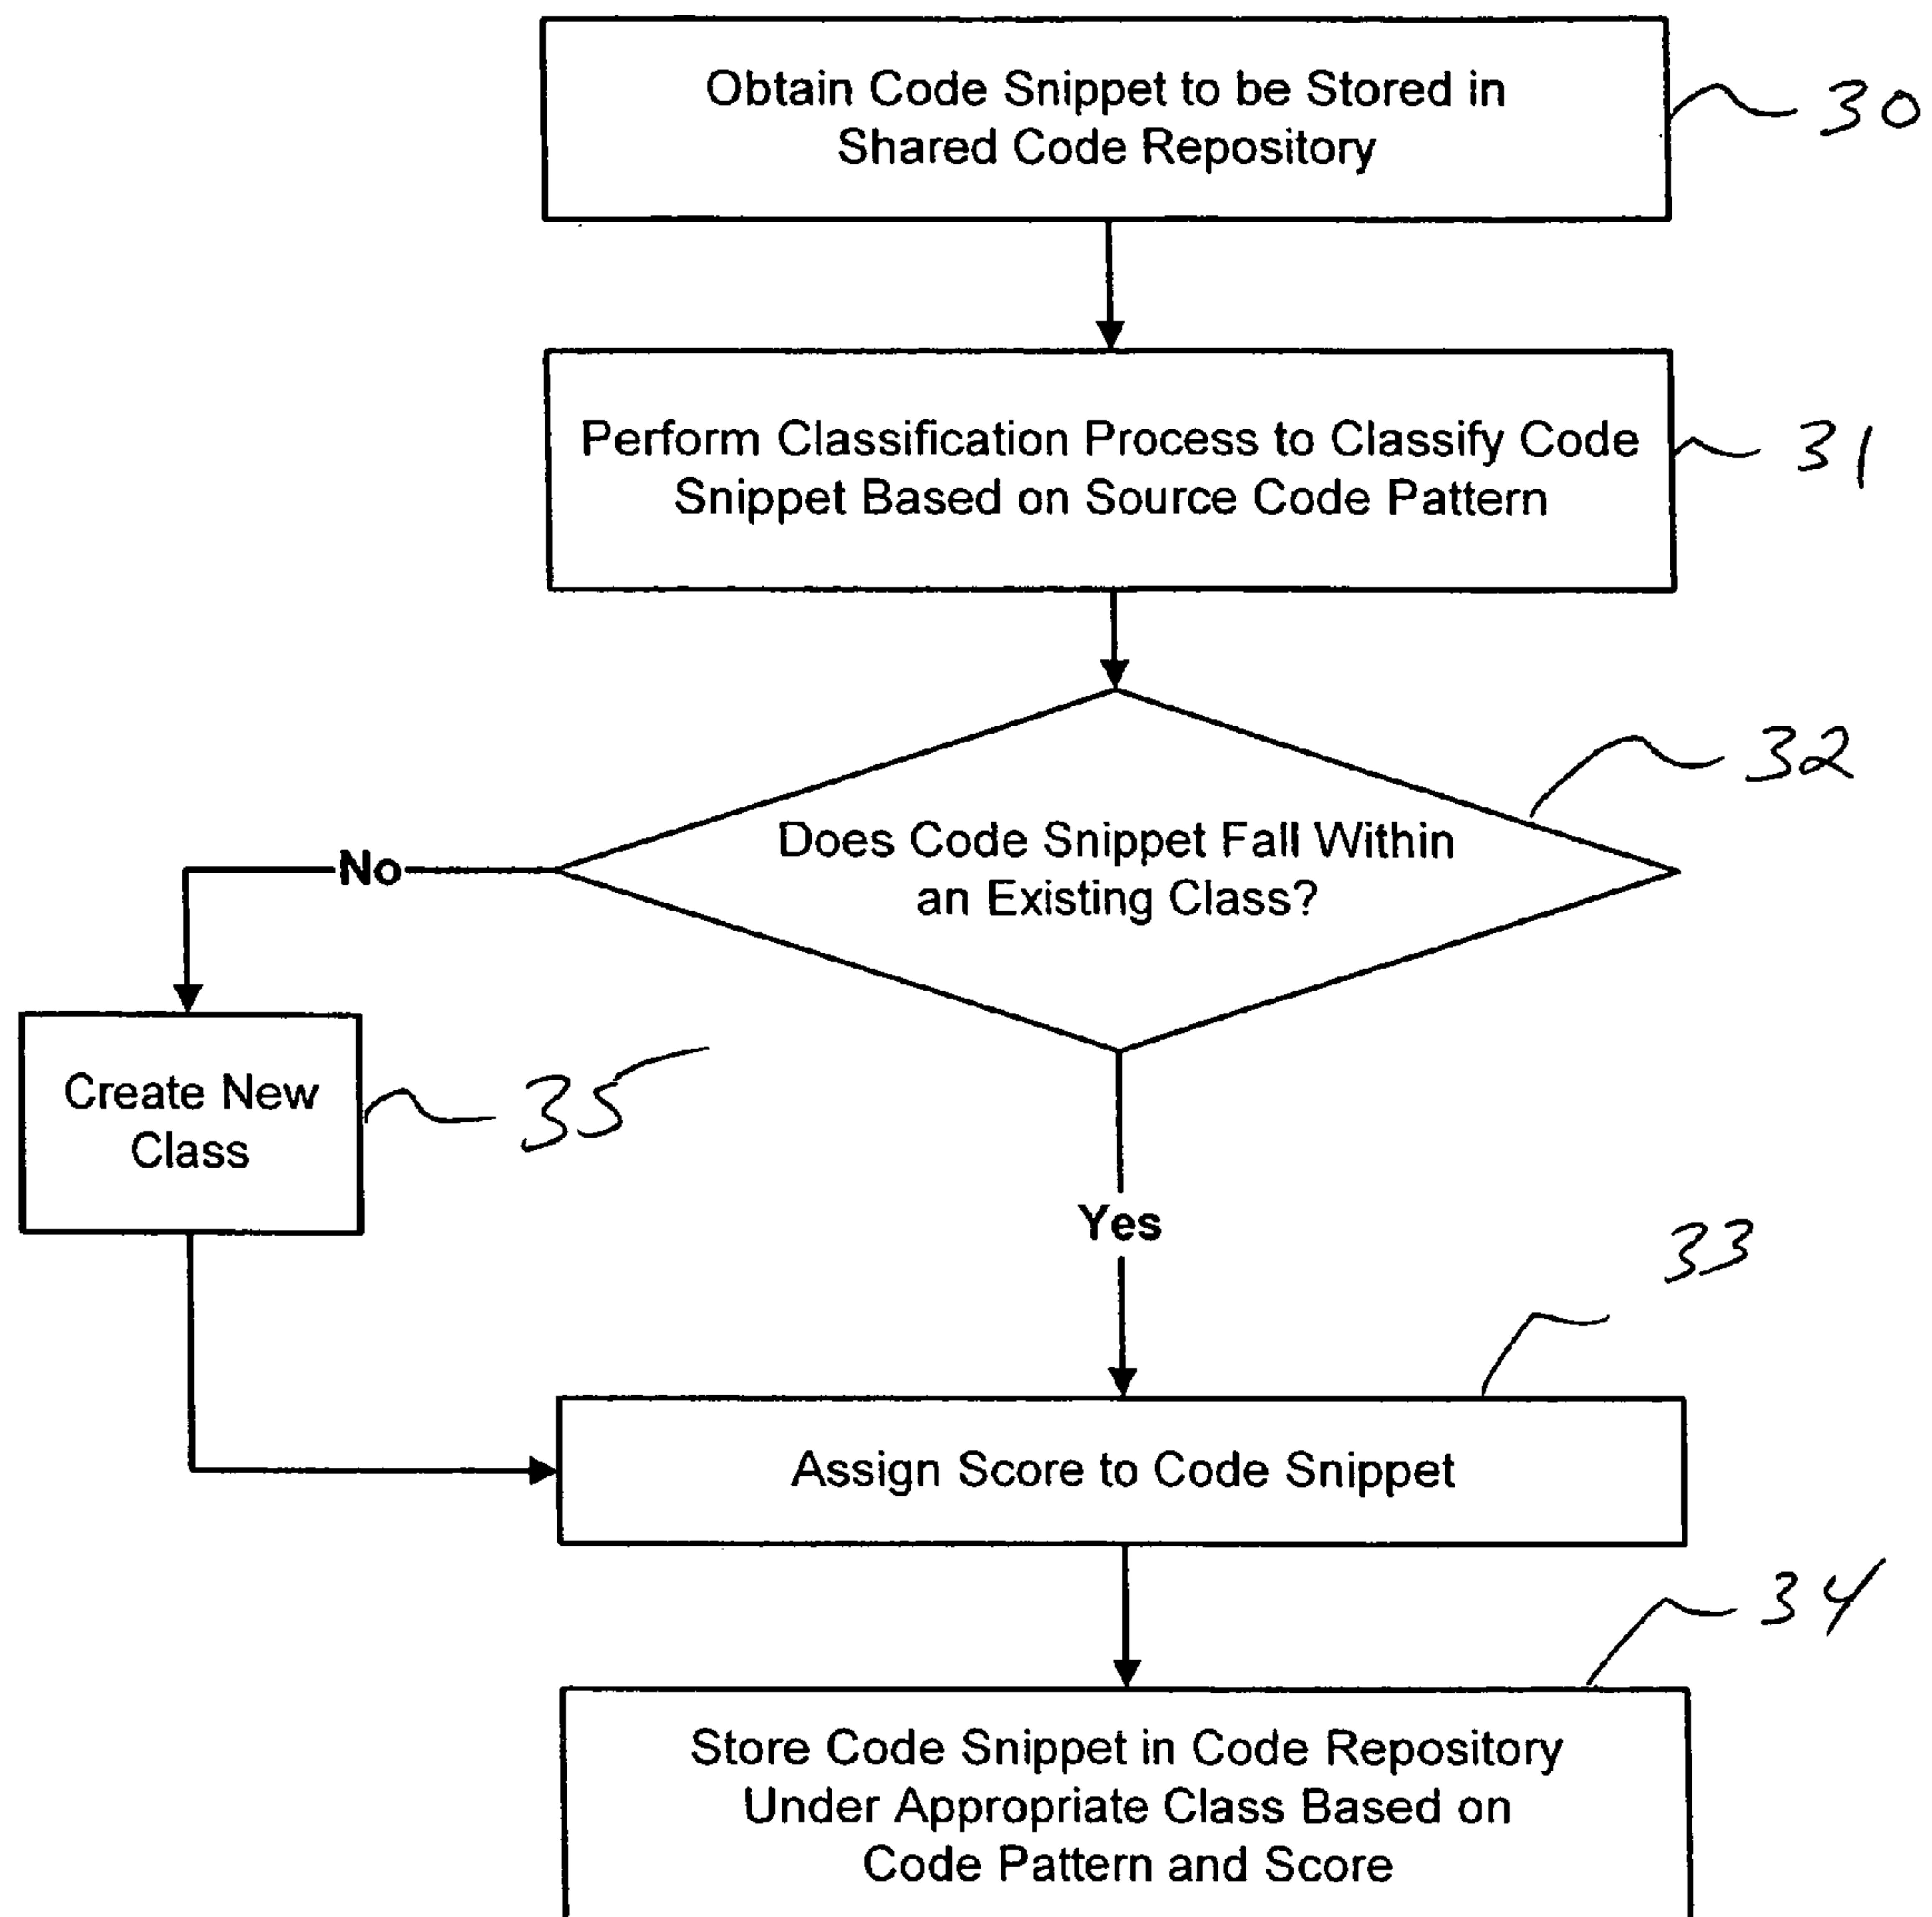 Obtain Code Snippet to be Stored in
Shared Code Repository
30
Perform Classification Process to Classify Code
Snippet Based on Source Code Pattern
31
32
Does Code Snippet Fall Within
an Existing Class?
No
Create New
Class
35
Yes
33
Assign Score to Code Snippet
34
Store Code Snippet in Code Repository
Under Appropriate Class Based on
Code Pattern and Score